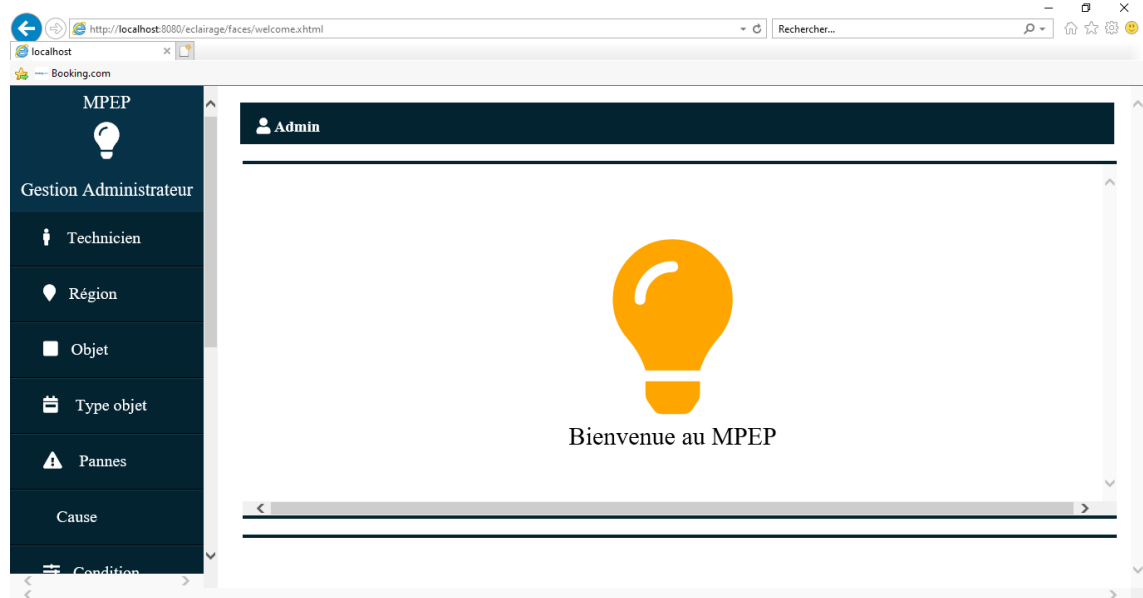 http://localhost:8080/eclairage/faces/welcome.xhtml
Rechercher...
localhost
Booking.com
MPEP
Gestion Administrateur
Technicien
Région
Objet
Type objet
Pannes
Cause
Condition
Admin
Bienvenue au MPEP